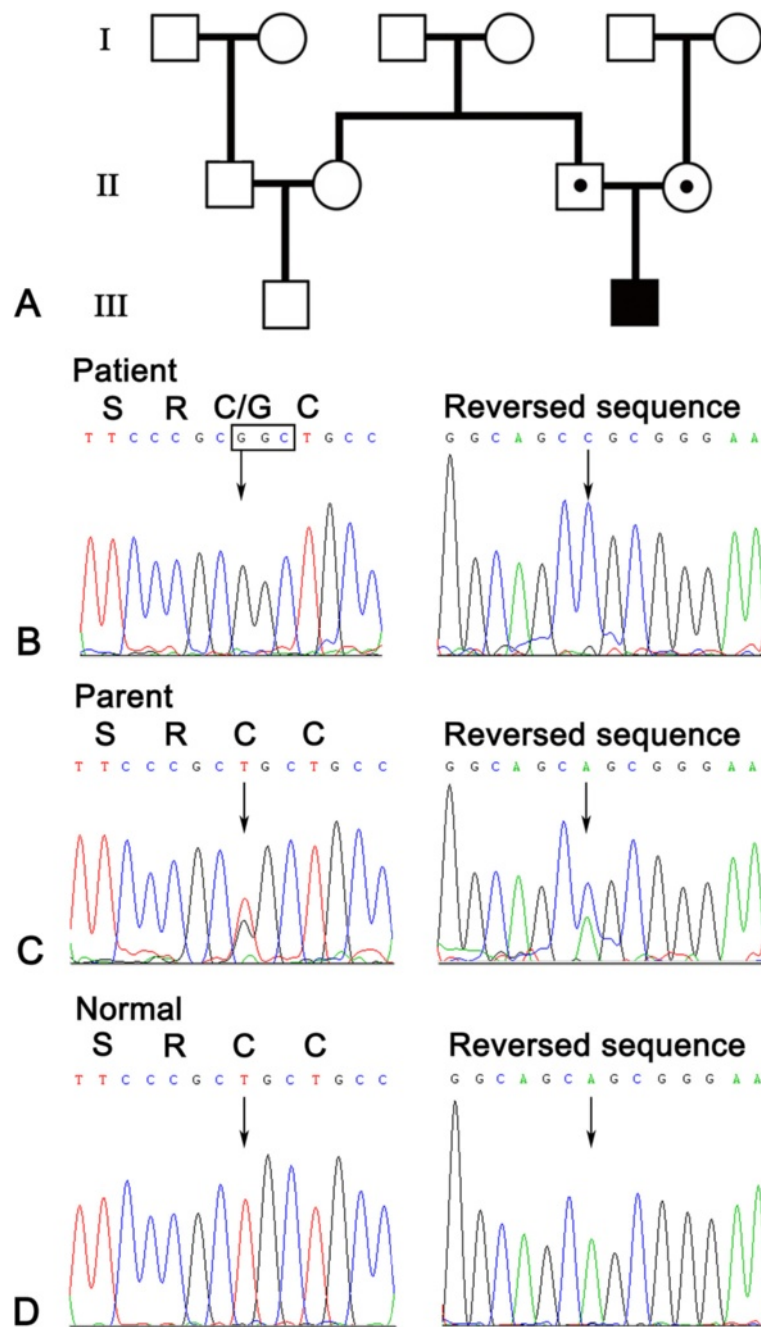 I
II
III
A
Patient
S R C/G C
T T C C C G C G G C T G C C
Reversed sequence
G G C A G C C G C G G G A A
B
Parent
S R C C
T T C C C G C T G C T G C C
Reversed sequence
G G C A G C A G C G G G A A
C
Normal
S R C C
T T C C C G C T G C T G C C
Reversed sequence
G G C A G C A G C G G G A A
D